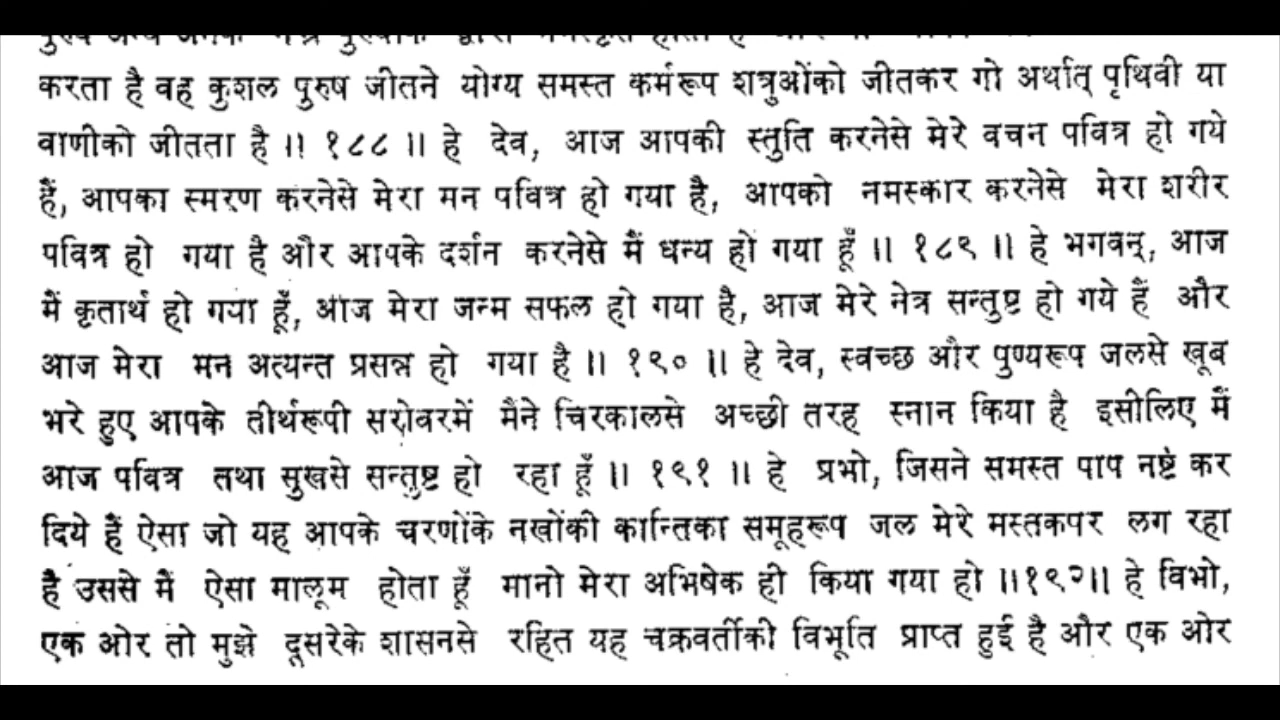 करता है वह कुशल पुरुष जीतने योग्य समस्त कर्मरूप शत्रुओंको जीतकर गो अर्थात् पृथिवी या
वाणीको जीतता है ॥ १८८ ॥ हे देव, आज आपकी स्तुति करनेसे मेरे वचन पवित्र हो गये
हैं, आपका स्मरण करनेसे मेरा मन पवित्र हो गया है, आपको नमस्कार करनेसे मेरा शरीर
पवित्र हो गया है और आपके दर्शन करनेसे मैं धन्य हो गया हूँ ॥ १८९ ॥ हे भगवन्, आज
मैं कृतार्थ हो गया हूँ, आज मेरा जन्म सफल हो गया है, आज मेरे नेत्र सन्तुष्ट हो गये हैं और
आज मेरा मन अत्यन्त प्रसन्न हो गया है ॥ १९० ॥ हे देव, स्वच्छ और पुण्यरूप जलसे खूब
भरे हुए आपके तीर्थरूपी सरोवरमें मैंने चिरकालसे अच्छी तरह स्नान किया है इसीलिए मैं
आज पवित्र तथा सुखसे सन्तुष्ट हो रहा हूँ ॥ १९१ ॥ हे प्रभो, जिसने समस्त पाप नष्ट कर
दिये हैं ऐसा जो यह आपके चरणोंके नखोंकी कान्तिका समूहरूप जल मेरे मस्तकपर लग रहा
है उससे मैं ऐसा मालूम होता हूँ मानो मेरा अभिषेक ही किया गया हो ॥१९२॥ हे विभो,
एक ओर तो मुझे दूसरेके शासनसे रहित यह चक्रवर्तीकी विभूति प्राप्त हुई है और एक ओर